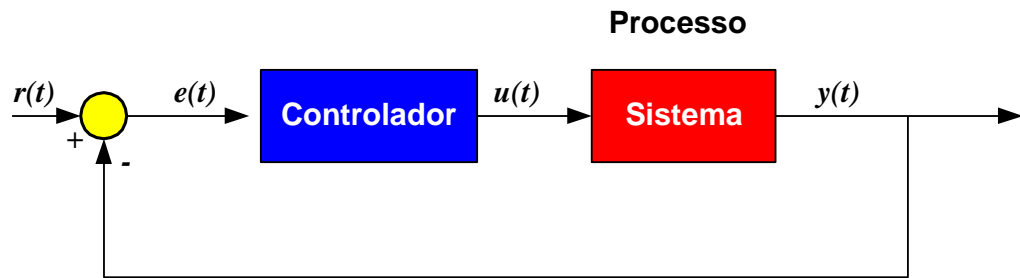 Processo
r(t)
e(t)
Controlador
u(t)
Sistema
y(t)
+
-